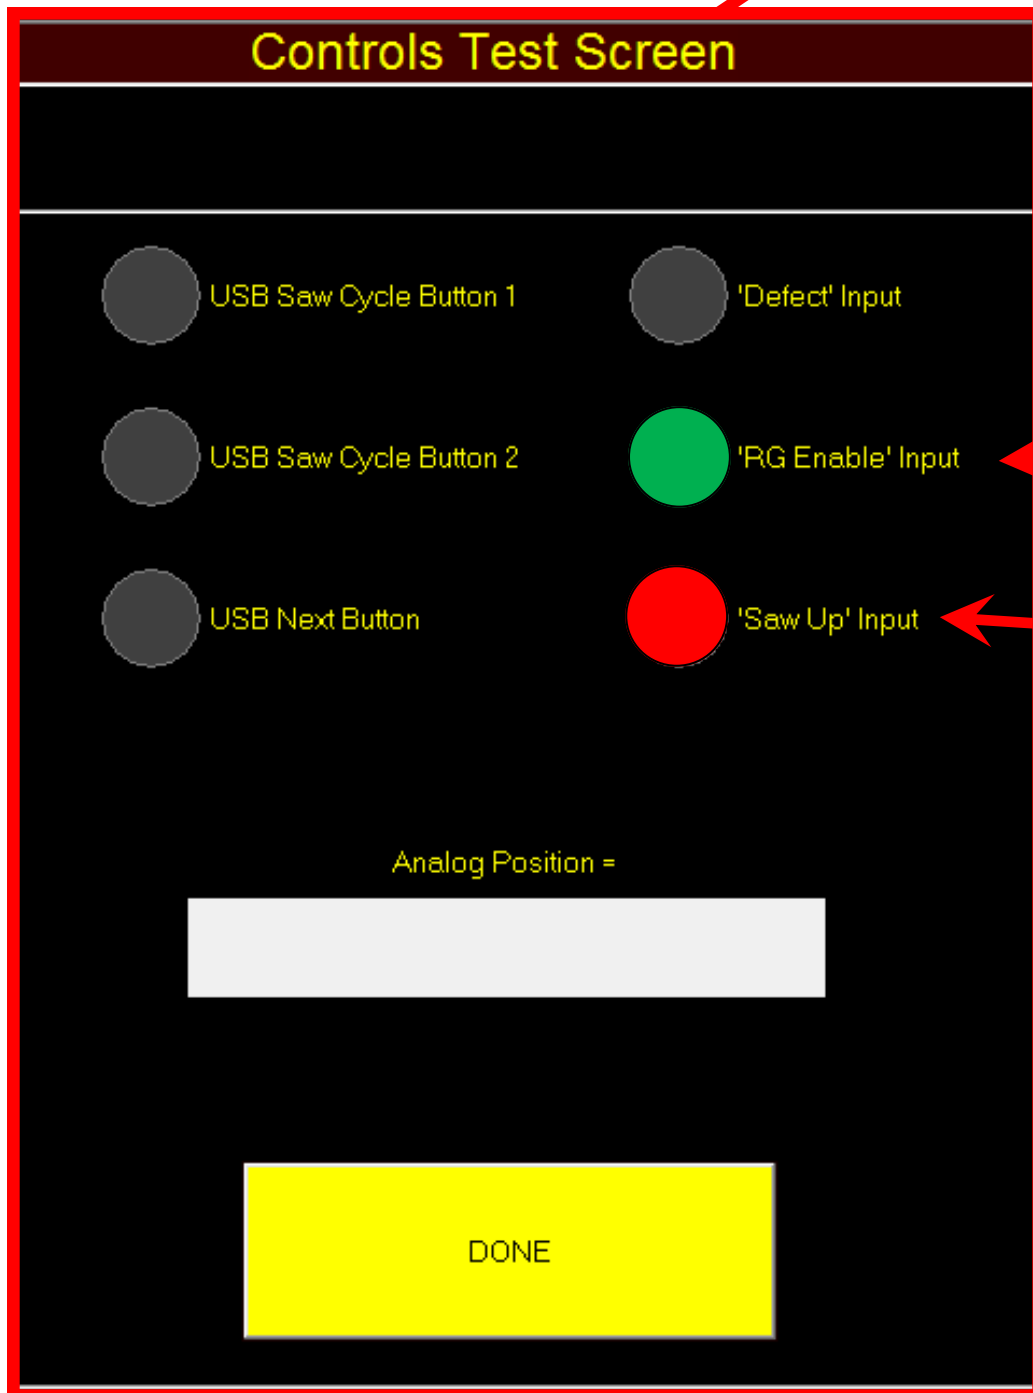 Controls Test Screen
USB Saw Cycle Button 1
'Defect' Input
USB Saw Cycle Button 2
'RG Enable' Input
USB Next Button
'Saw Up' Input
Analog Position =
DONE